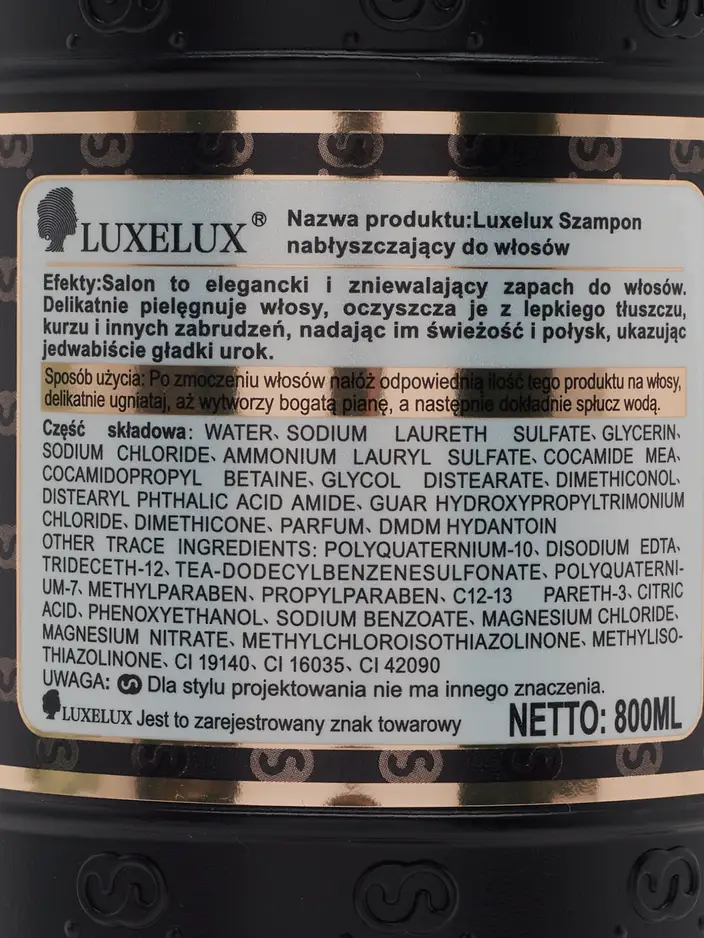 LUXELUX®
Nazwa produktu:Luxelux Szampon
nabłyszczający do włosów
Efekty:Salon to elegancki i zniewalający zapach do włosów.
Delikatnie pielęgnuje włosy, oczyszcza je z lepkiego tłuszczu,
kurzu i innych zabrudzeń, nadając im świeżość i połysk, ukazując
jedwabiście gładki urok.
Sposób użycia: Po zmoczeniu włosów nałóż odpowiednią ilość tego produktu na włosy,
delikatnie ugniataj, aż wytworzy bogatą pianę, a następnie dokładnie spłucz wodą.
Część składowa: WATER、SODIUM LAURETH SULFATE、GLYCERIN、
SODIUM CHLORIDE、AMMONIUM LAURYL SULFATE、COCAMIDE MEA、
COCAMIDOPROPYL BETAINE、GLYCOL DISTEARATE、DIMETHICONOL、
DISTEARYL PHTHALIC ACID AMIDE、GUAR HYDROXYPROPYLTRIMONIUM
CHLORIDE、DIMETHICONE、PARFUM、DMDM HYDANTOIN
OTHER TRACE INGREDIENTS: POLYQUATERNIUM-10、DISODIUM EDTA、
TRIDECETH-12、TEA-DODECYLBENZENESULFONATE、POLYQUATERNI-
UM-7、METHYLPARABEN、PROPYLPARABEN、C12-13 PARETH-3、CITRIC
ACID、PHENOXYETHANOL、SODIUM BENZOATE、MAGNESIUM CHLORIDE、
MAGNESIUM NITRATE、METHYLCHLOROISOTHIAZOLINONE、METHYLISO-
THIAZOLINONE、CI 19140、CI 16035、CI 42090
UWAGA: Dla stylu projektowania nie ma innego znaczenia.
LUXELUX Jest to zarejestrowany znak towarowy
NETTO: 800ML